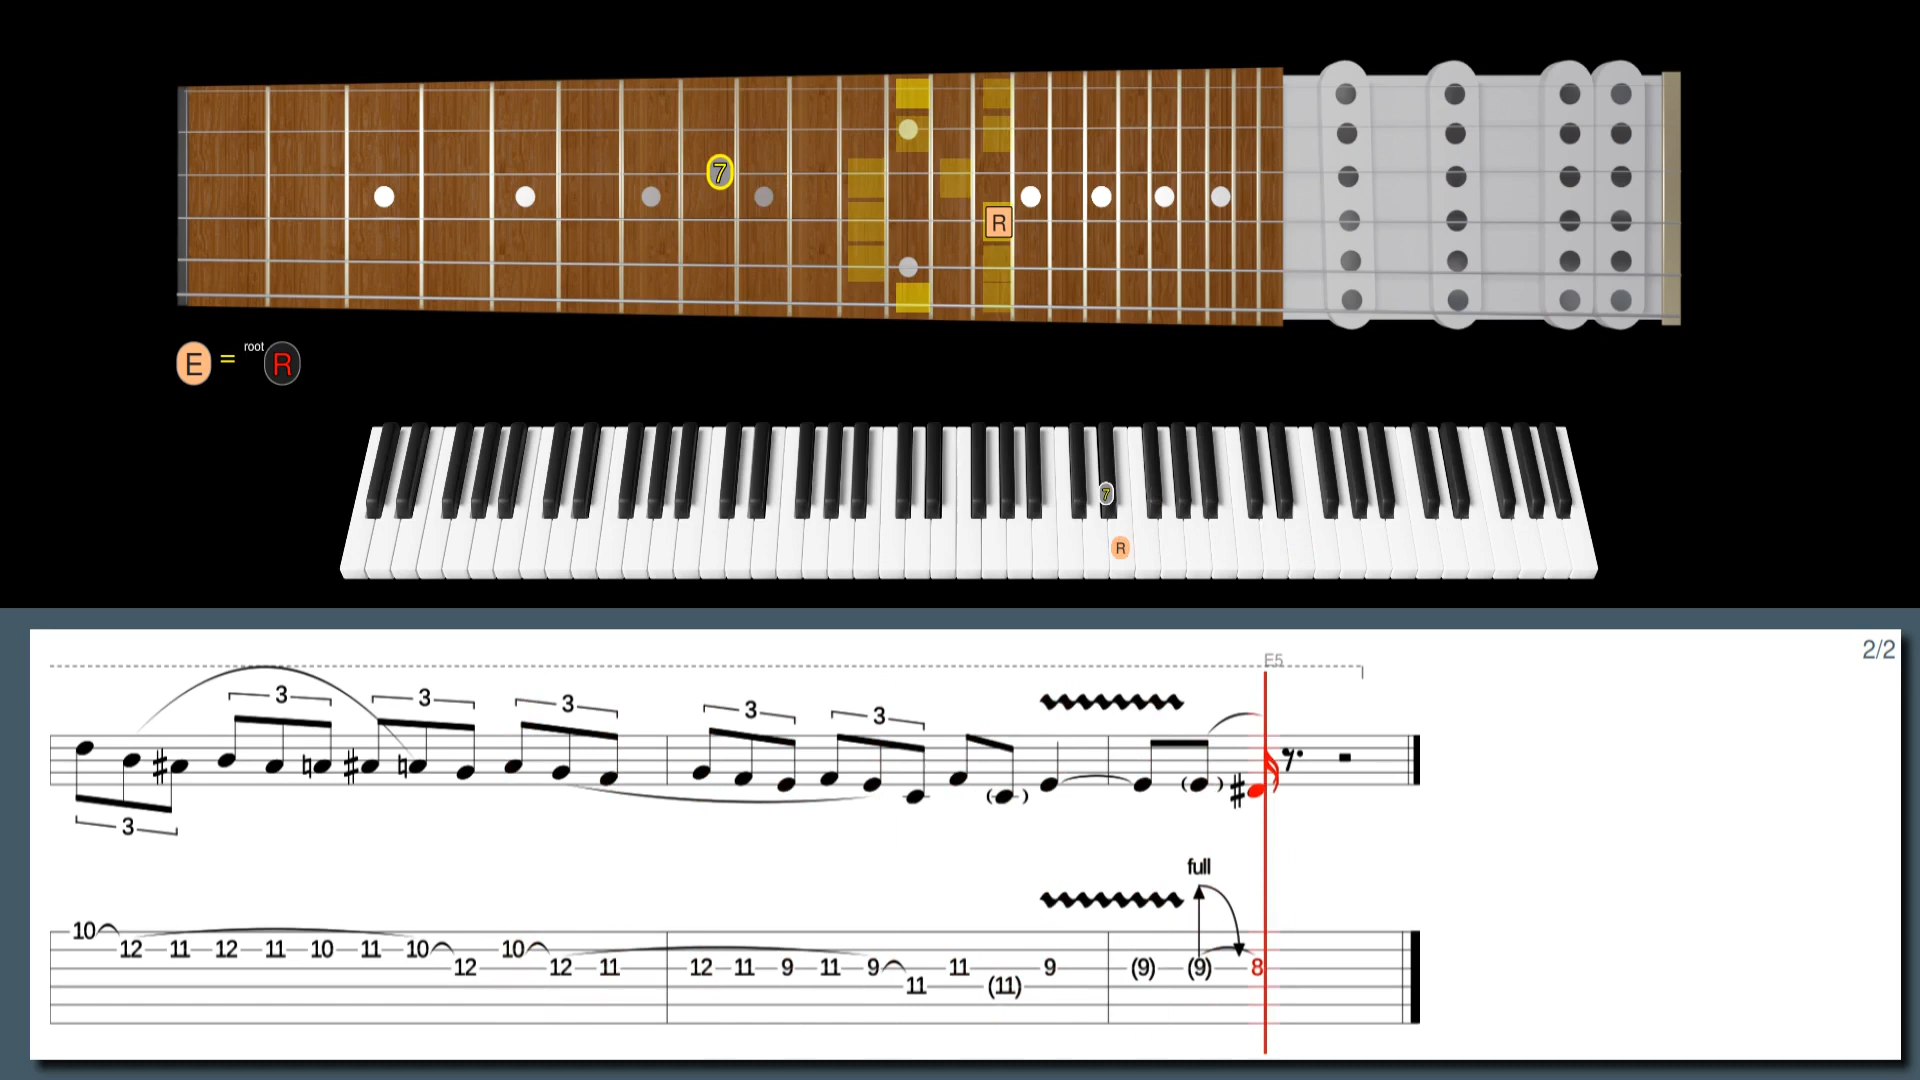 7
R
E = root R
7
R
2/2
E5
3 3 3 3 3
3
full
10 12 11 12 11 10 11 10 12 10 12 11 12 11 9 11 9 11 11 (11) 9 (9) (9) 8